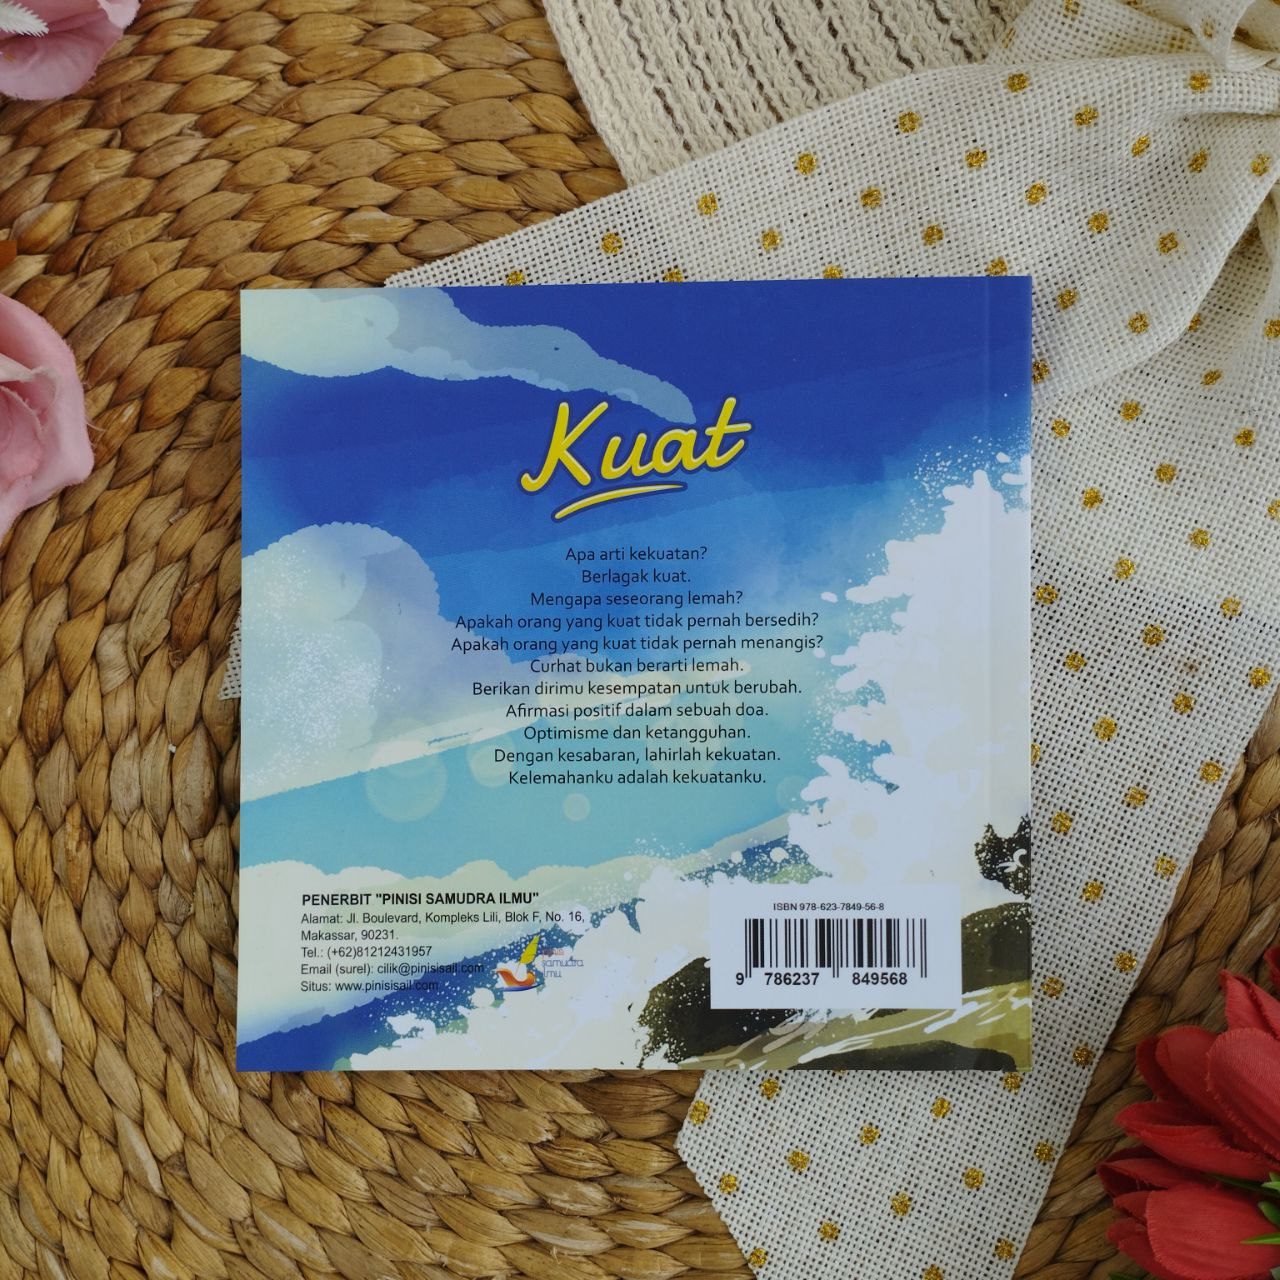 Kuat
Apa arti kekuatan?
Berlagak kuat.
Mengapa seseorang lemah?
Apakah orang yang kuat tidak pernah bersedih?
Apakah orang yang kuat tidak pernah menangis?
Curhat bukan berarti lemah.
Berikan dirimu kesempatan untuk berubah.
Afirmasi positif dalam sebuah doa.
Optimisme dan ketangguhan.
Dengan kesabaran, lahirlah kekuatan.
Kelemahanku adalah kekuatanku.
PENERBIT "PINISI SAMUDRA ILMU"
Alamat: Jl. Boulevard, Kompleks Lili, Blok F, No. 16,
Makassar, 90231.
Tel.: (+62)81212431957
Email (surel): cilik@pinisisail.com
Situs: www.pinisisail.com
pinisi
samudra
ilmu
ISBN 978-623-7849-56-8
9 786237 849568